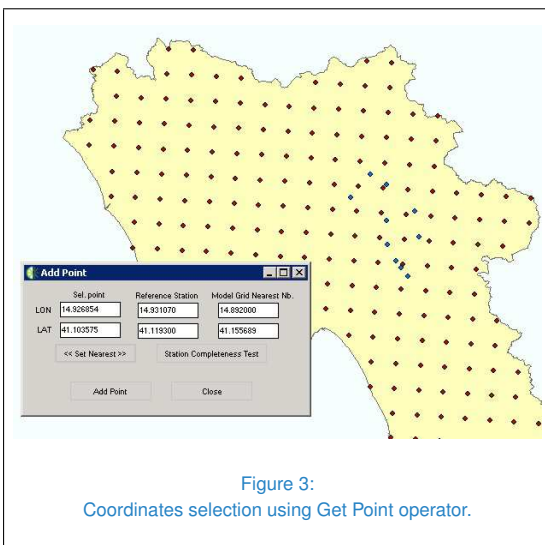 Add Point
Sel. point Reference Station Model Grid Nearest Nb.
LON 14.926854 14.931070 14.892000
LAT 41.103575 41.119300 41.155689
<< Set Nearest >> Station Completeness Test
Add Point Close
Figure 3:
Coordinates selection using Get Point operator.